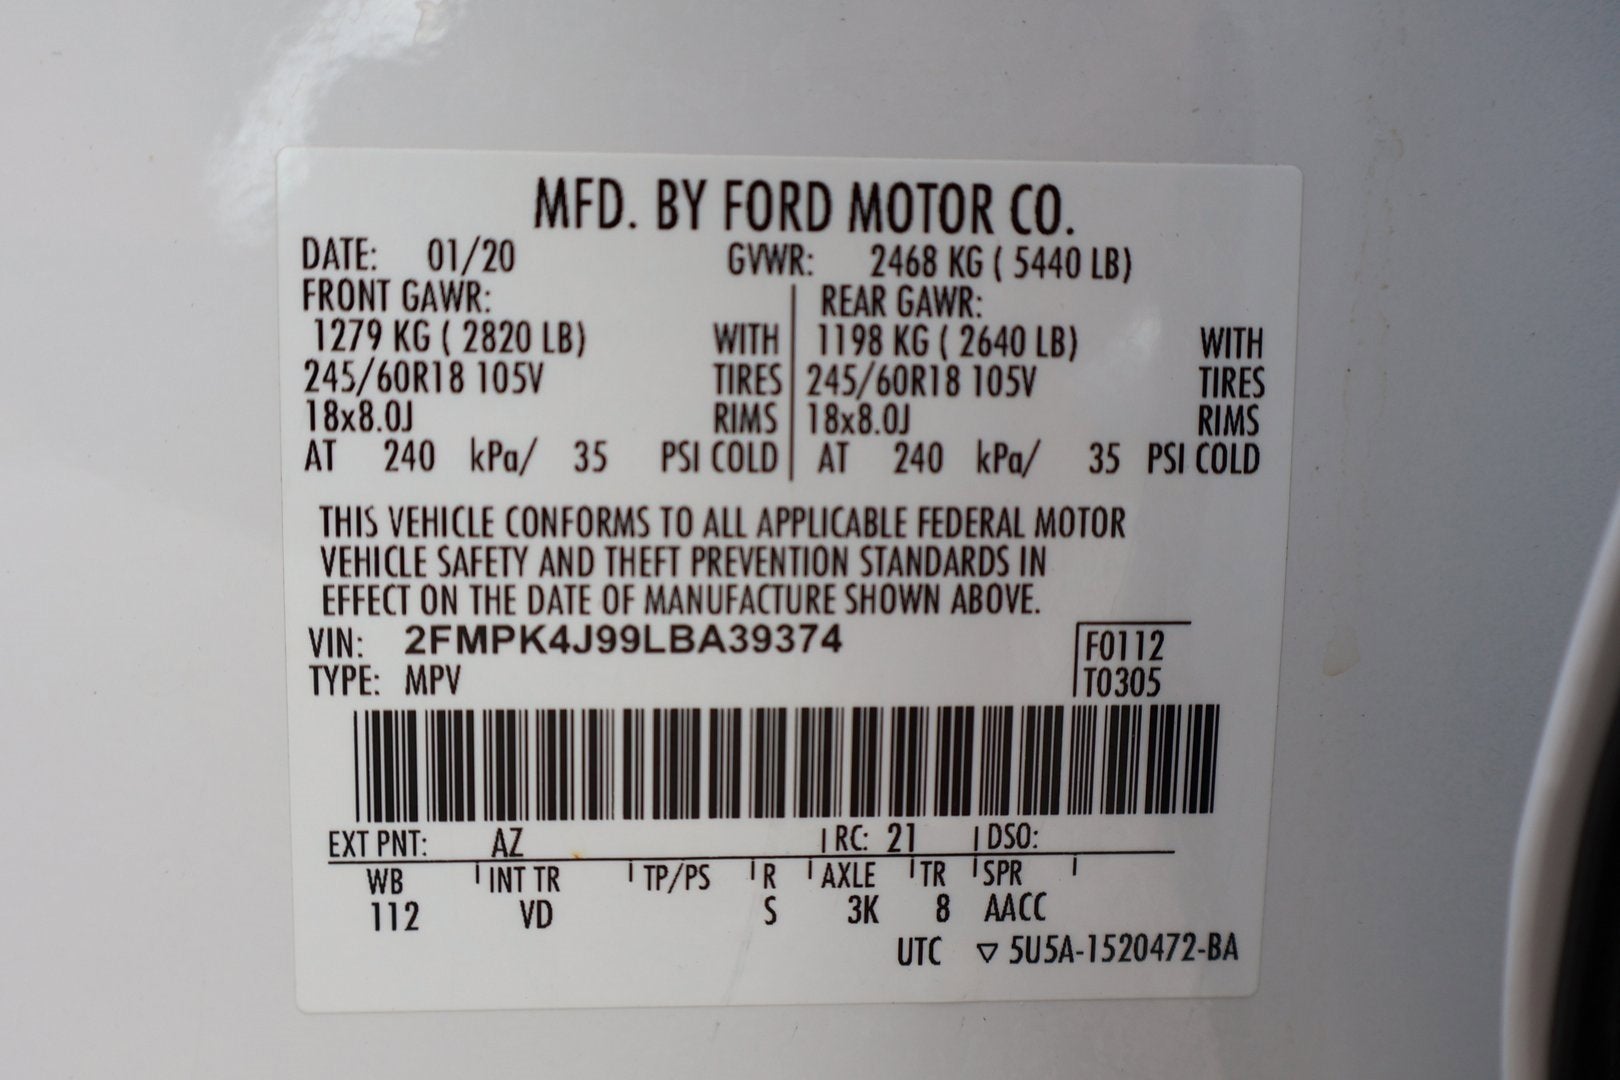 MFD. BY FORD MOTOR CO.
DATE: 01/20 GVWR: 2468 KG ( 5440 LB)
FRONT GAWR: REAR GAWR:
1279 KG ( 2820 LB) WITH 1198 KG ( 2640 LB) WITH
245/60R18 105V TIRES 245/60R18 105V TIRES
18x8.0J RIMS 18x8.0J RIMS
AT 240 kPa/ 35 PSI COLD AT 240 kPa/ 35 PSI COLD
THIS VEHICLE CONFORMS TO ALL APPLICABLE FEDERAL MOTOR
VEHICLE SAFETY AND THEFT PREVENTION STANDARDS IN
EFFECT ON THE DATE OF MANUFACTURE SHOWN ABOVE.
VIN: 2FMPK4J99LBA39374 F0112
TYPE: MPV T0305
EXT PNT: AZ RC: 21 DSO:
WB INT TR TP/PS R AXLE TR SPR
112 VD S 3K 8 AACC
UTC ▽ 5U5A-1520472-BA